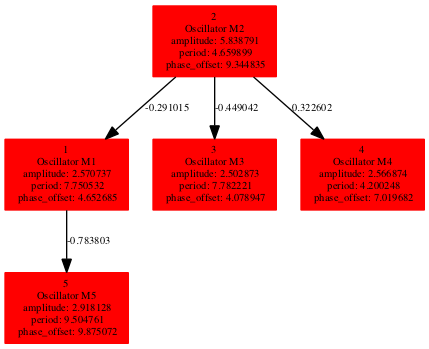 2
Oscillator M2
amplitude: 5.838791
period: 4.659899
phase_offset: 9.344835
-0.291015
-0.449042
0.322602
1
Oscillator M1
amplitude: 2.570737
period: 7.750532
phase_offset: 4.652685
3
Oscillator M3
amplitude: 2.502873
period: 7.782221
phase_offset: 4.078947
4
Oscillator M4
amplitude: 2.566874
period: 4.200248
phase_offset: 7.019682
-0.783803
5
Oscillator M5
amplitude: 2.918128
period: 9.504761
phase_offset: 9.875072